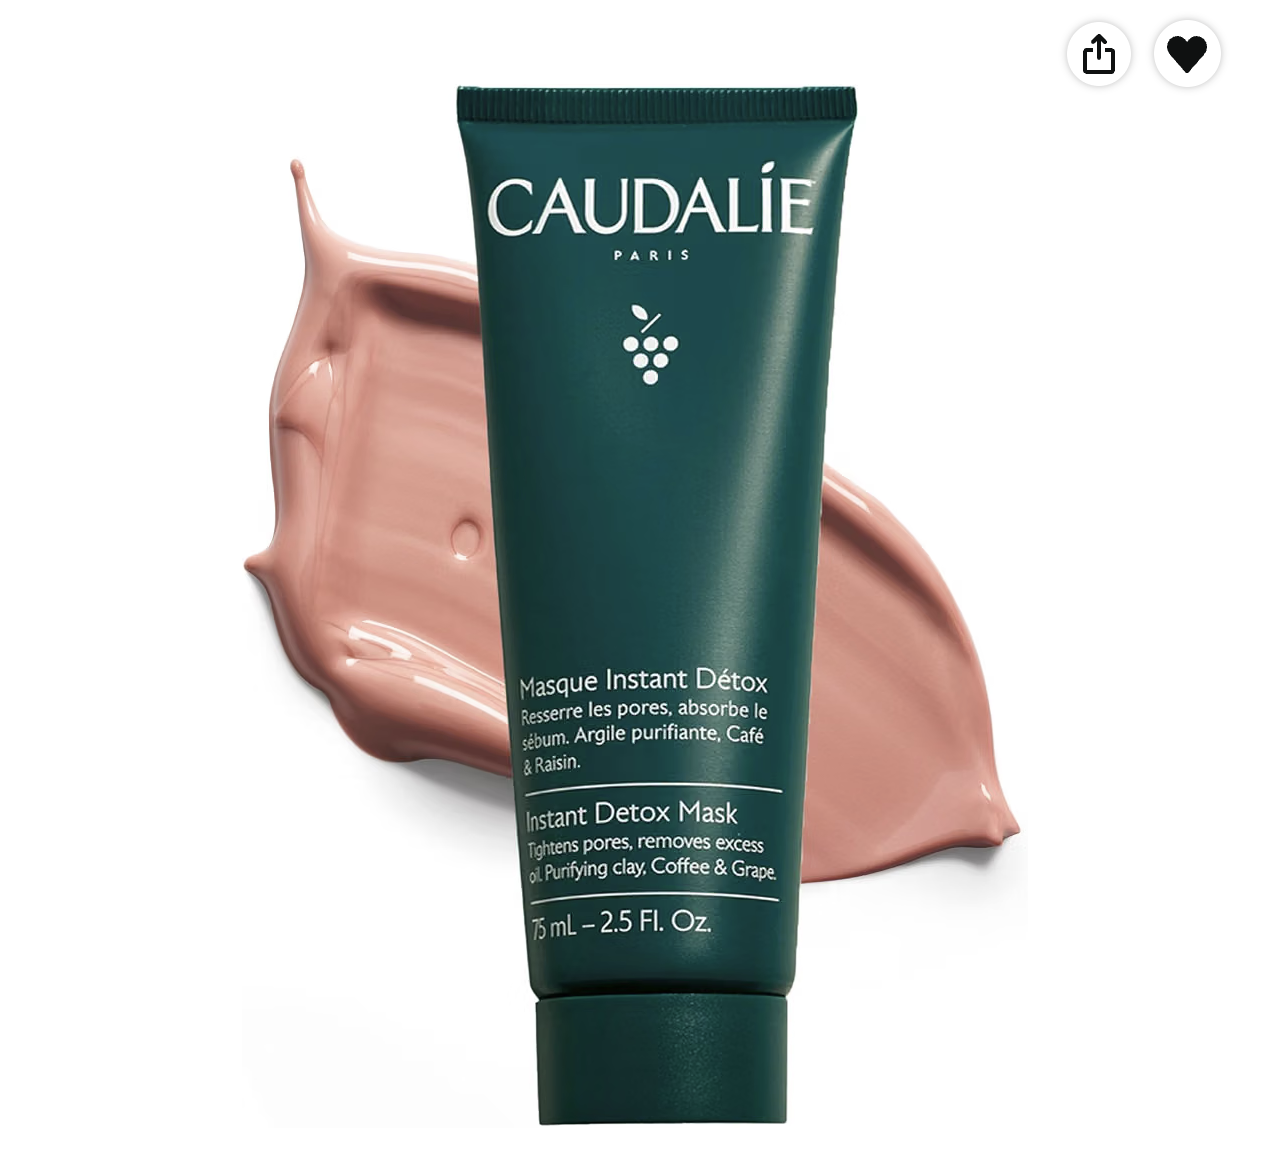 CAUDALÍE
PARIS
Masque Instant Détox
Resserre les pores, absorbe le
sébum. Argile purifiante, Café
& Raisin.
Instant Detox Mask
Tightens pores, removes excess
oil. Purifying clay, Coffee & Grape.
75 mL – 2.5 Fl. Oz.